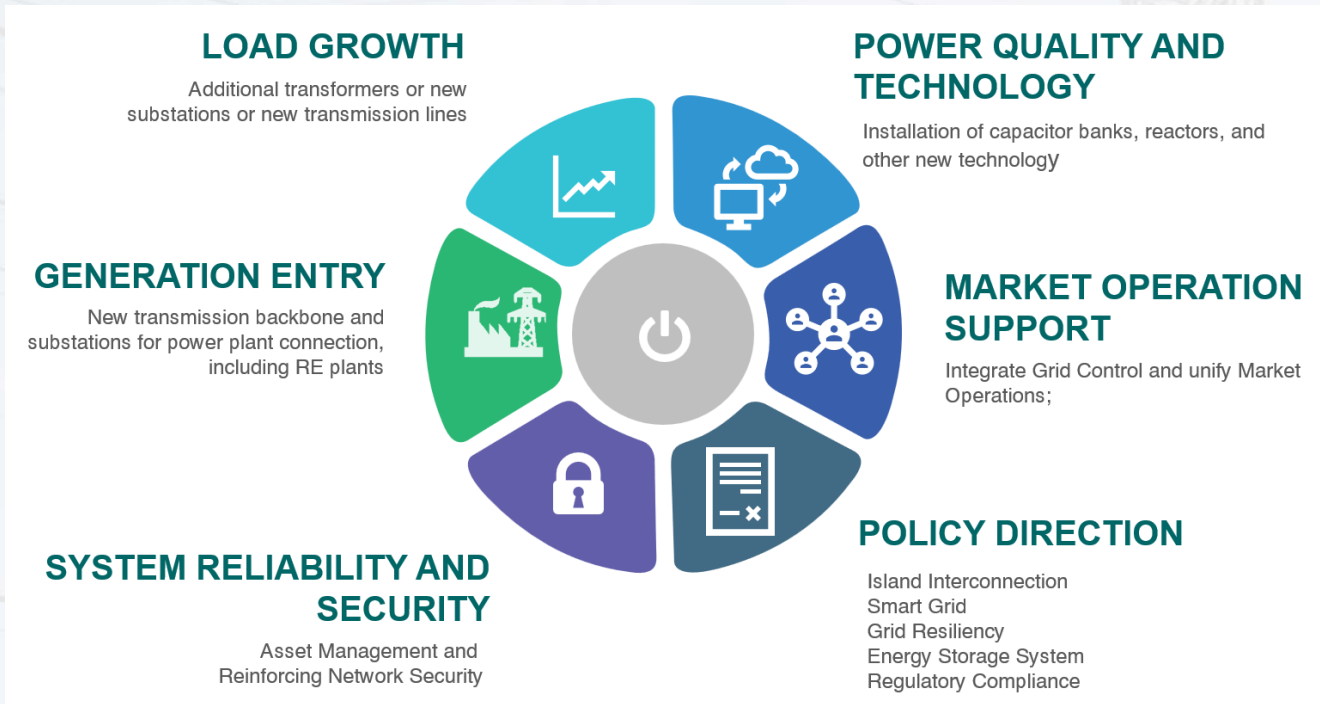 LOAD GROWTH
Additional transformers or new
substations or new transmission lines
POWER QUALITY AND
TECHNOLOGY
Installation of capacitor banks, reactors, and
other new technology
GENERATION ENTRY
New transmission backbone and
substations for power plant connection,
including RE plants
MARKET OPERATION
SUPPORT
Integrate Grid Control and unify Market
Operations;
SYSTEM RELIABILITY AND
SECURITY
Asset Management and
Reinforcing Network Security
POLICY DIRECTION
Island Interconnection
Smart Grid
Grid Resiliency
Energy Storage System
Regulatory Compliance